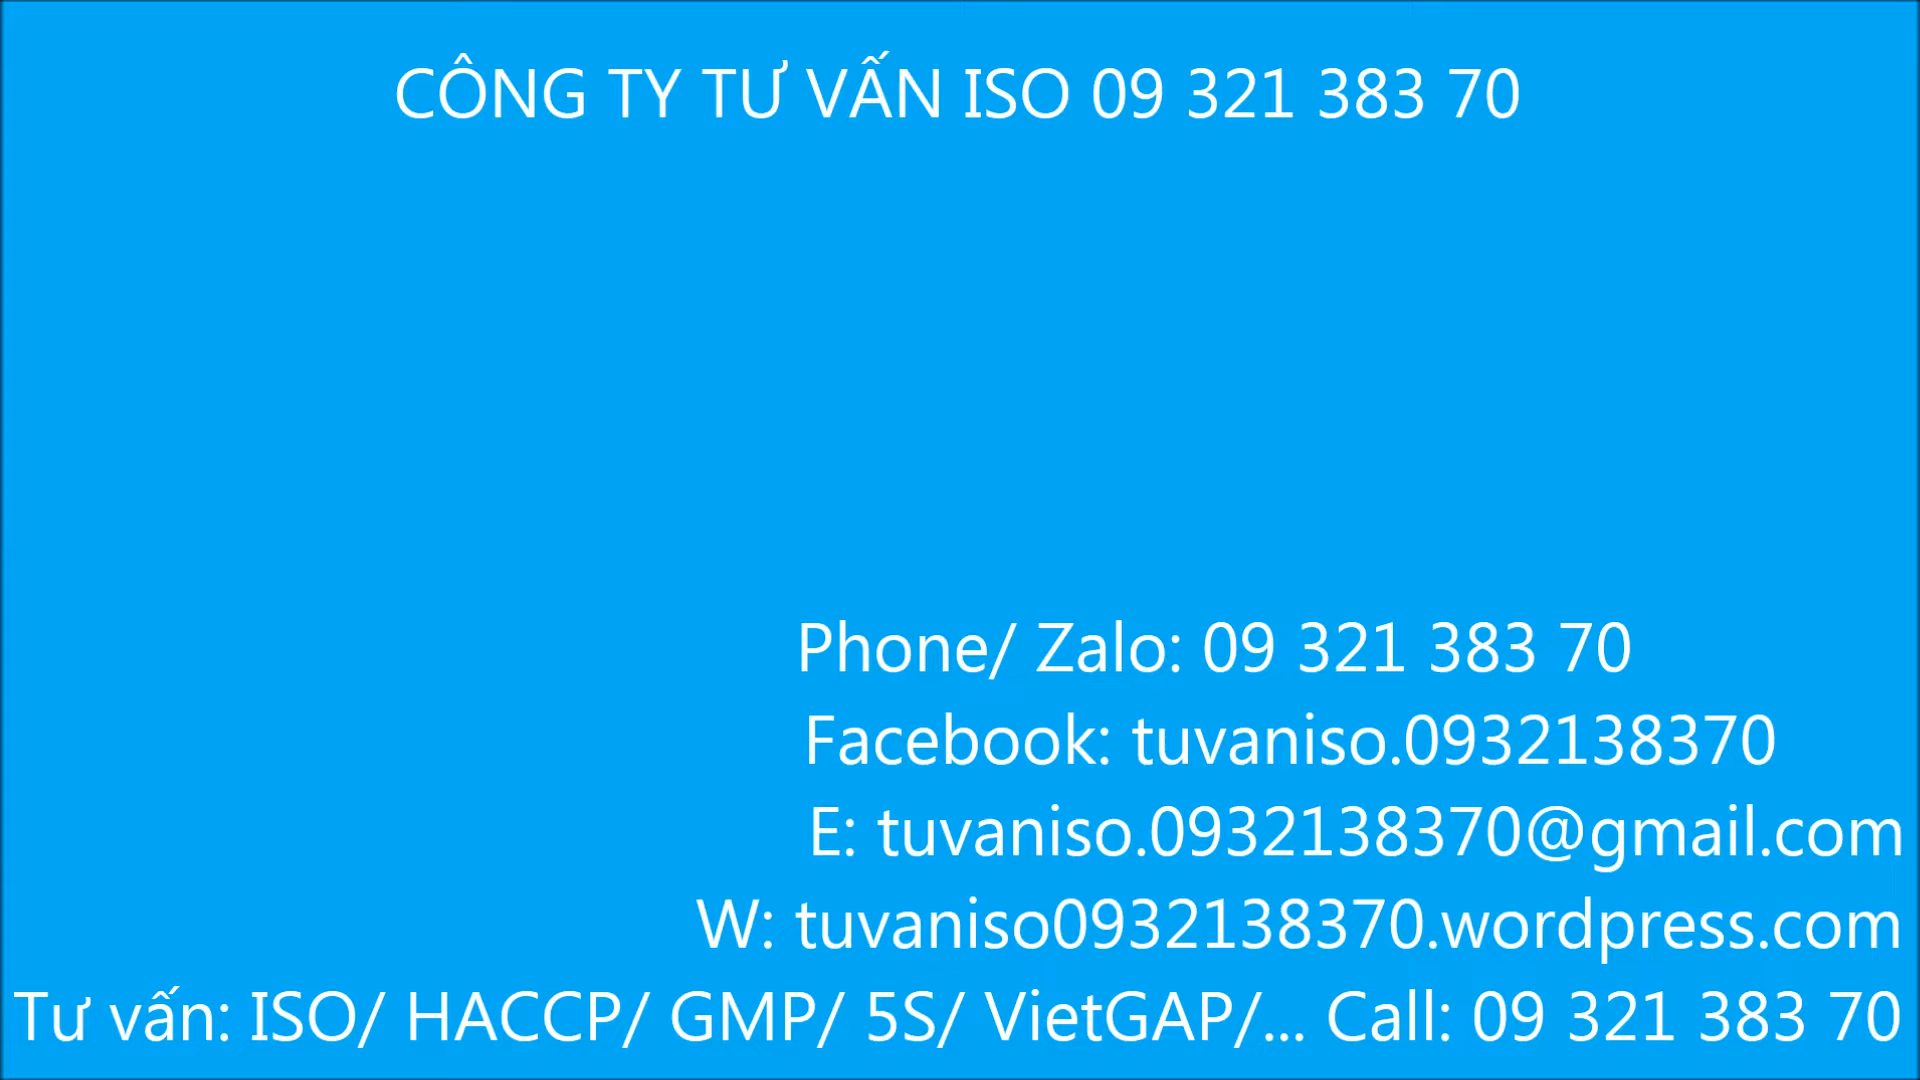 CÔNG TY TƯ VẤN ISO 09 321 383 70
Phone/ Zalo: 09 321 383 70
Facebook: tuvaniso.0932138370
E: tuvaniso.0932138370@gmail.com
W: tuvaniso0932138370.wordpress.com
Tư vấn: ISO/ HACCP/ GMP/ 5S/ VietGAP/... Call: 09 321 383 70